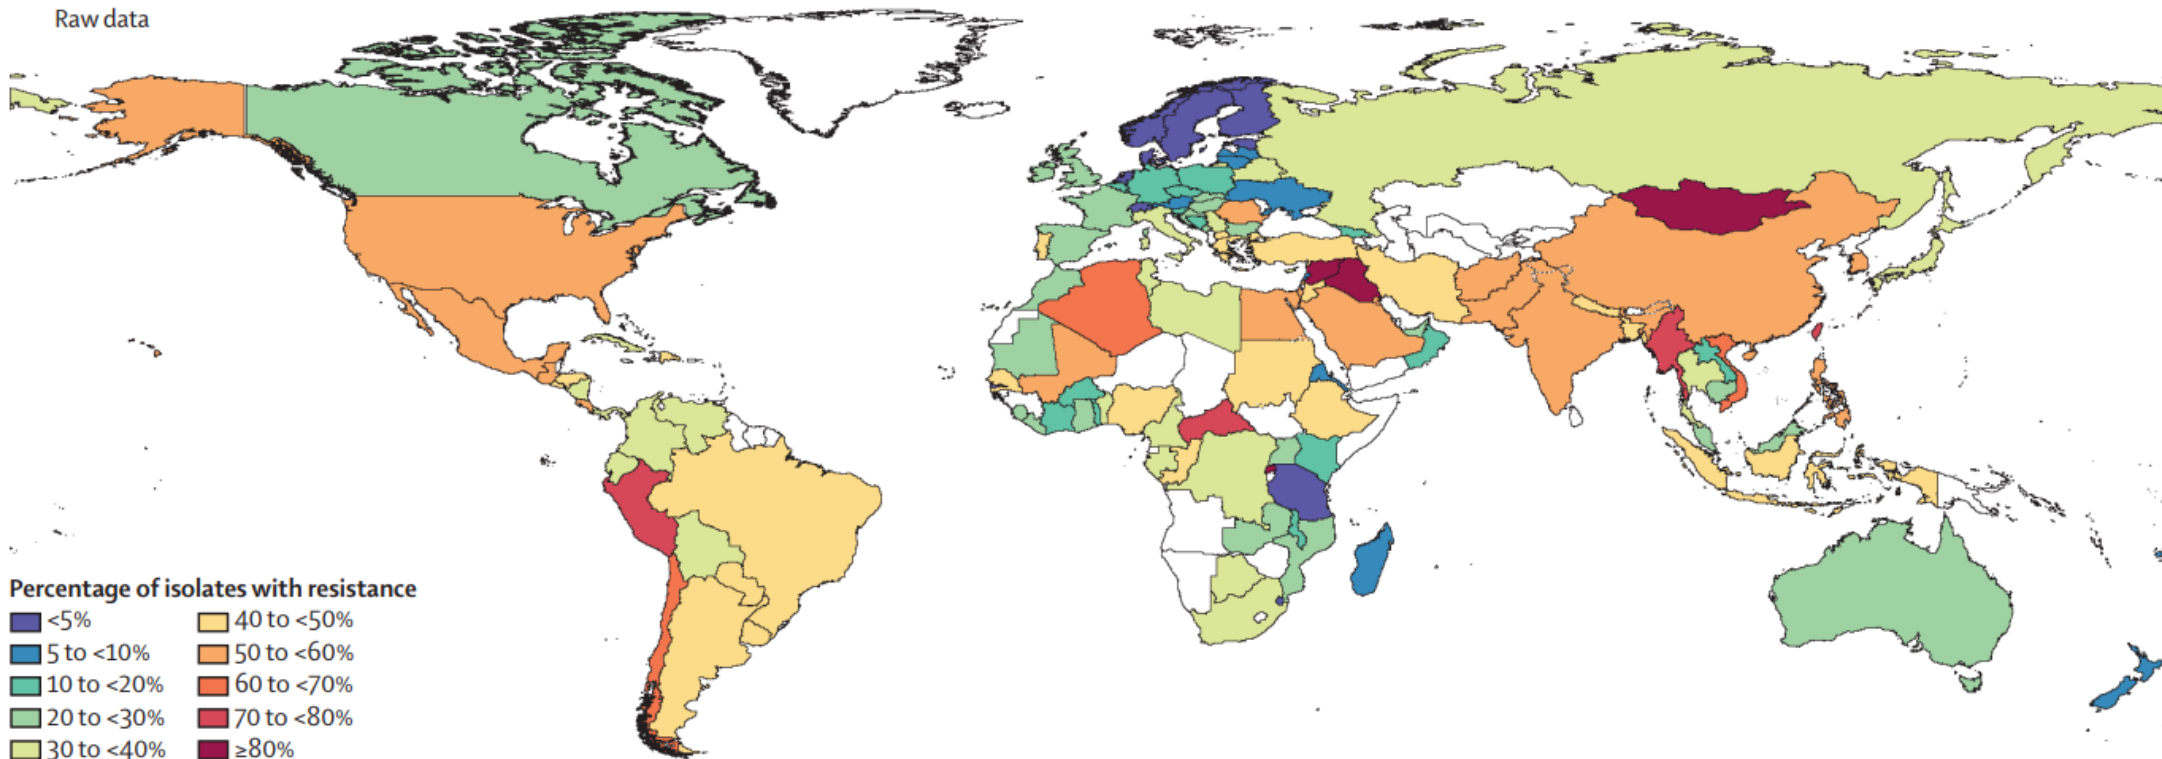 Raw data
Percentage of isolates with resistance
<5%
5 to <10%
10 to <20%
20 to <30%
30 to <40%
40 to <50%
50 to <60%
60 to <70%
70 to <80%
≥80%